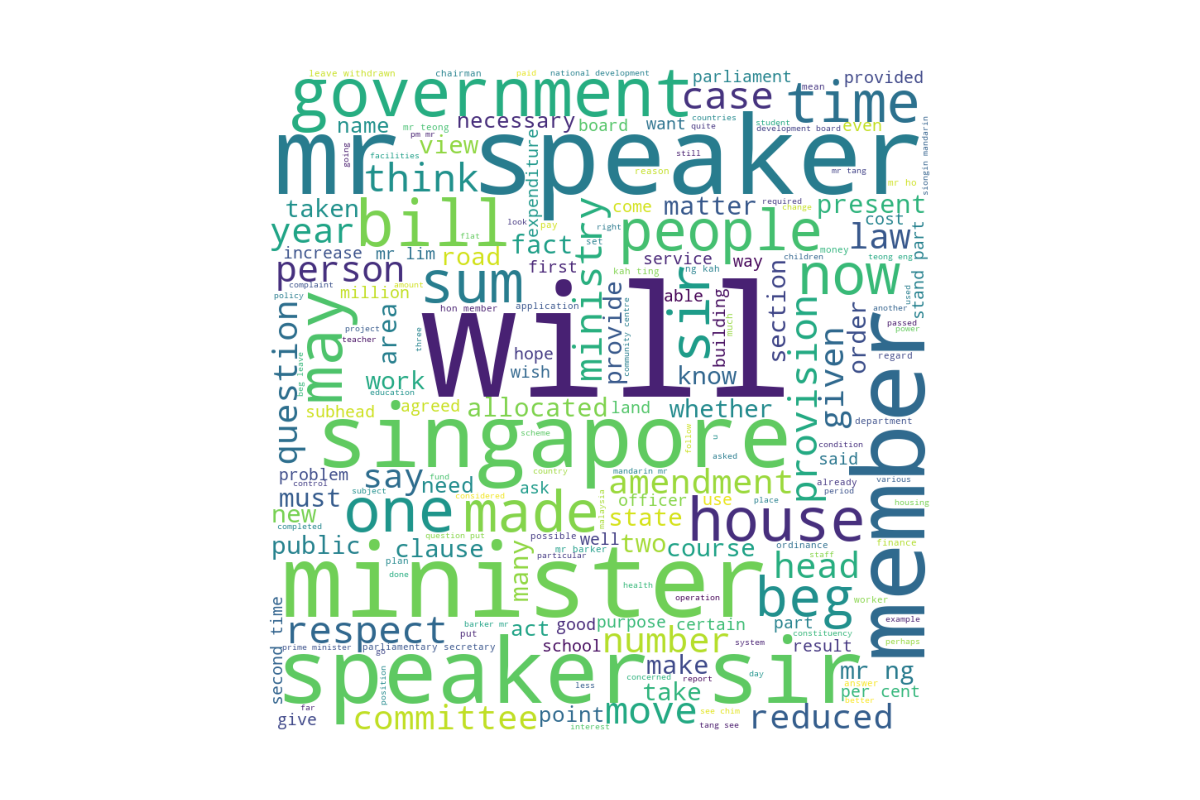 leave withdrawn
chairman
paid
national development
parliament
provided
government
case
time
mean
name
mr teong
necessary
board
want
countries
quite
student
development board
even
mr speaker
pm mr
view
going
facilities
think
expenditure
still
reason
mr tang
mr ho
siongin mandarin
taken
bill
year
flat
look
pay
come
matter
required
change
present
cost
law
people
right
set
fact
increase
mr lim
road
first
service
way
money
children
teong eng
stand part
person
complaint
million
amount
sum
ministry
kah ting
ng kah
able
sir
now
policy
hon member
application
another
used
question
may
project
teacher
area
three
will
hope
wish
provide
community centre
building
much
section
provision
given
order
passed
power
regard
member
beg leave
work
education
know
subhead
agreed
allocated
land
whether
department
singapore
scheme
follow
u
asked
condition
said
problem
control
say
need
fund
country
ask
mandarin mr
amendment
already
period
various
must
subject
considered
officer
use
place
new
completed
one
made
malaysia
state
house
housing
public
question put
clause
possible
well
two
course
ordinance
finance
mr barker
particular
many
plan
done
staff
head
minister
health
operation
beg
worker
second time
respect
barker mr
put
act
good
purpose
certain
part
constituency
example
perhaps
prime minister
go
parliamentary secretary
school
number
system
result
speaker sir
position
less
concerned
make
report
day
take
answer
better
mr ng
per cent
far
give
committee
point
interest
move
see chim
tang see
reduced